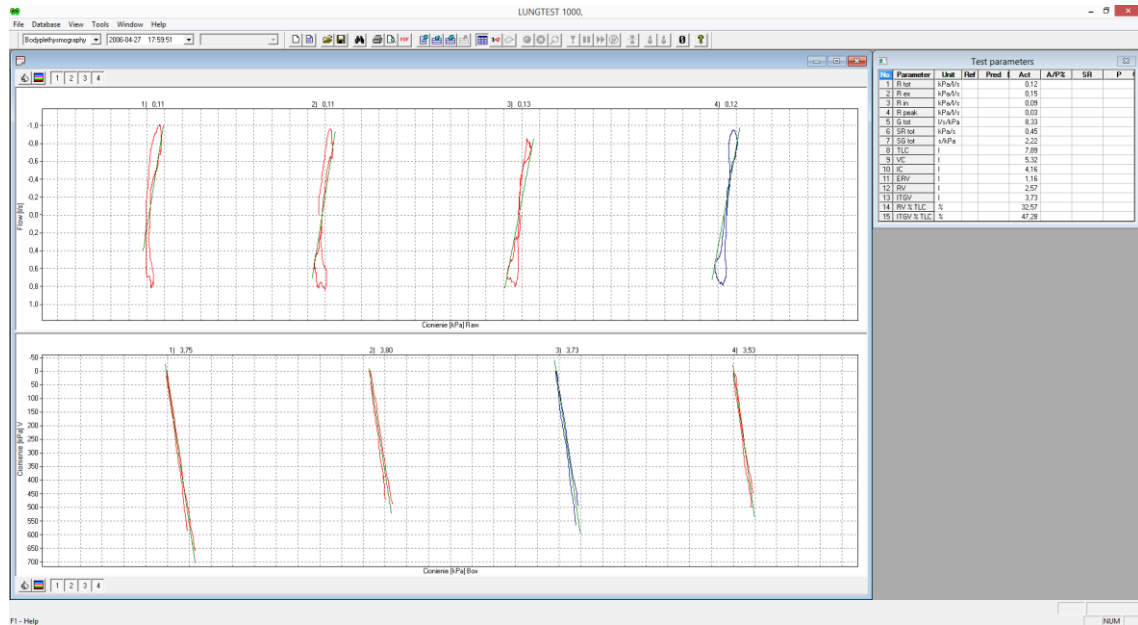 LUNGTEST 1000,
File Database View Tools Window Help
Bodyplethysmography 2006-04-27 17:59:51
PDF
1+2
1 2 3 4
1) 0,11 2) 0,11 3) 0,13 4) 0,12
-1,0
-0,8
-0,6
-0,4
-0,2
0,0
0,2
0,4
0,6
0,8
1,0
Flow [l/s]
Cionienie [kPa] Raw
1) 3,75 2) 3,80 3) 3,73 4) 3,53
-50
0
50
100
150
200
250
300
350
400
450
500
550
600
650
700
Cionienie [kPa] V
Cionienie [kPa] Box
1 2 3 4
Test parameters
No Parameter Unit Ref Pred Act A/P% SR P
1 R tot kPa/l/s 0,12
2 R ex kPa/l/s 0,15
3 R in kPa/l/s 0,09
4 R peak kPa/l/s 0,03
5 G tot l/s/kPa 8,33
6 SR tot kPa/s 0,45
7 SG tot s/kPa 2,22
8 TLC l 7,89
9 VC l 5,32
10 IC l 4,16
11 ERV l 1,16
12 RV l 2,57
13 ITGV l 3,73
14 RV % TLC % 32,57
15 ITGV % TLC % 47,28
F1 - Help
NUM